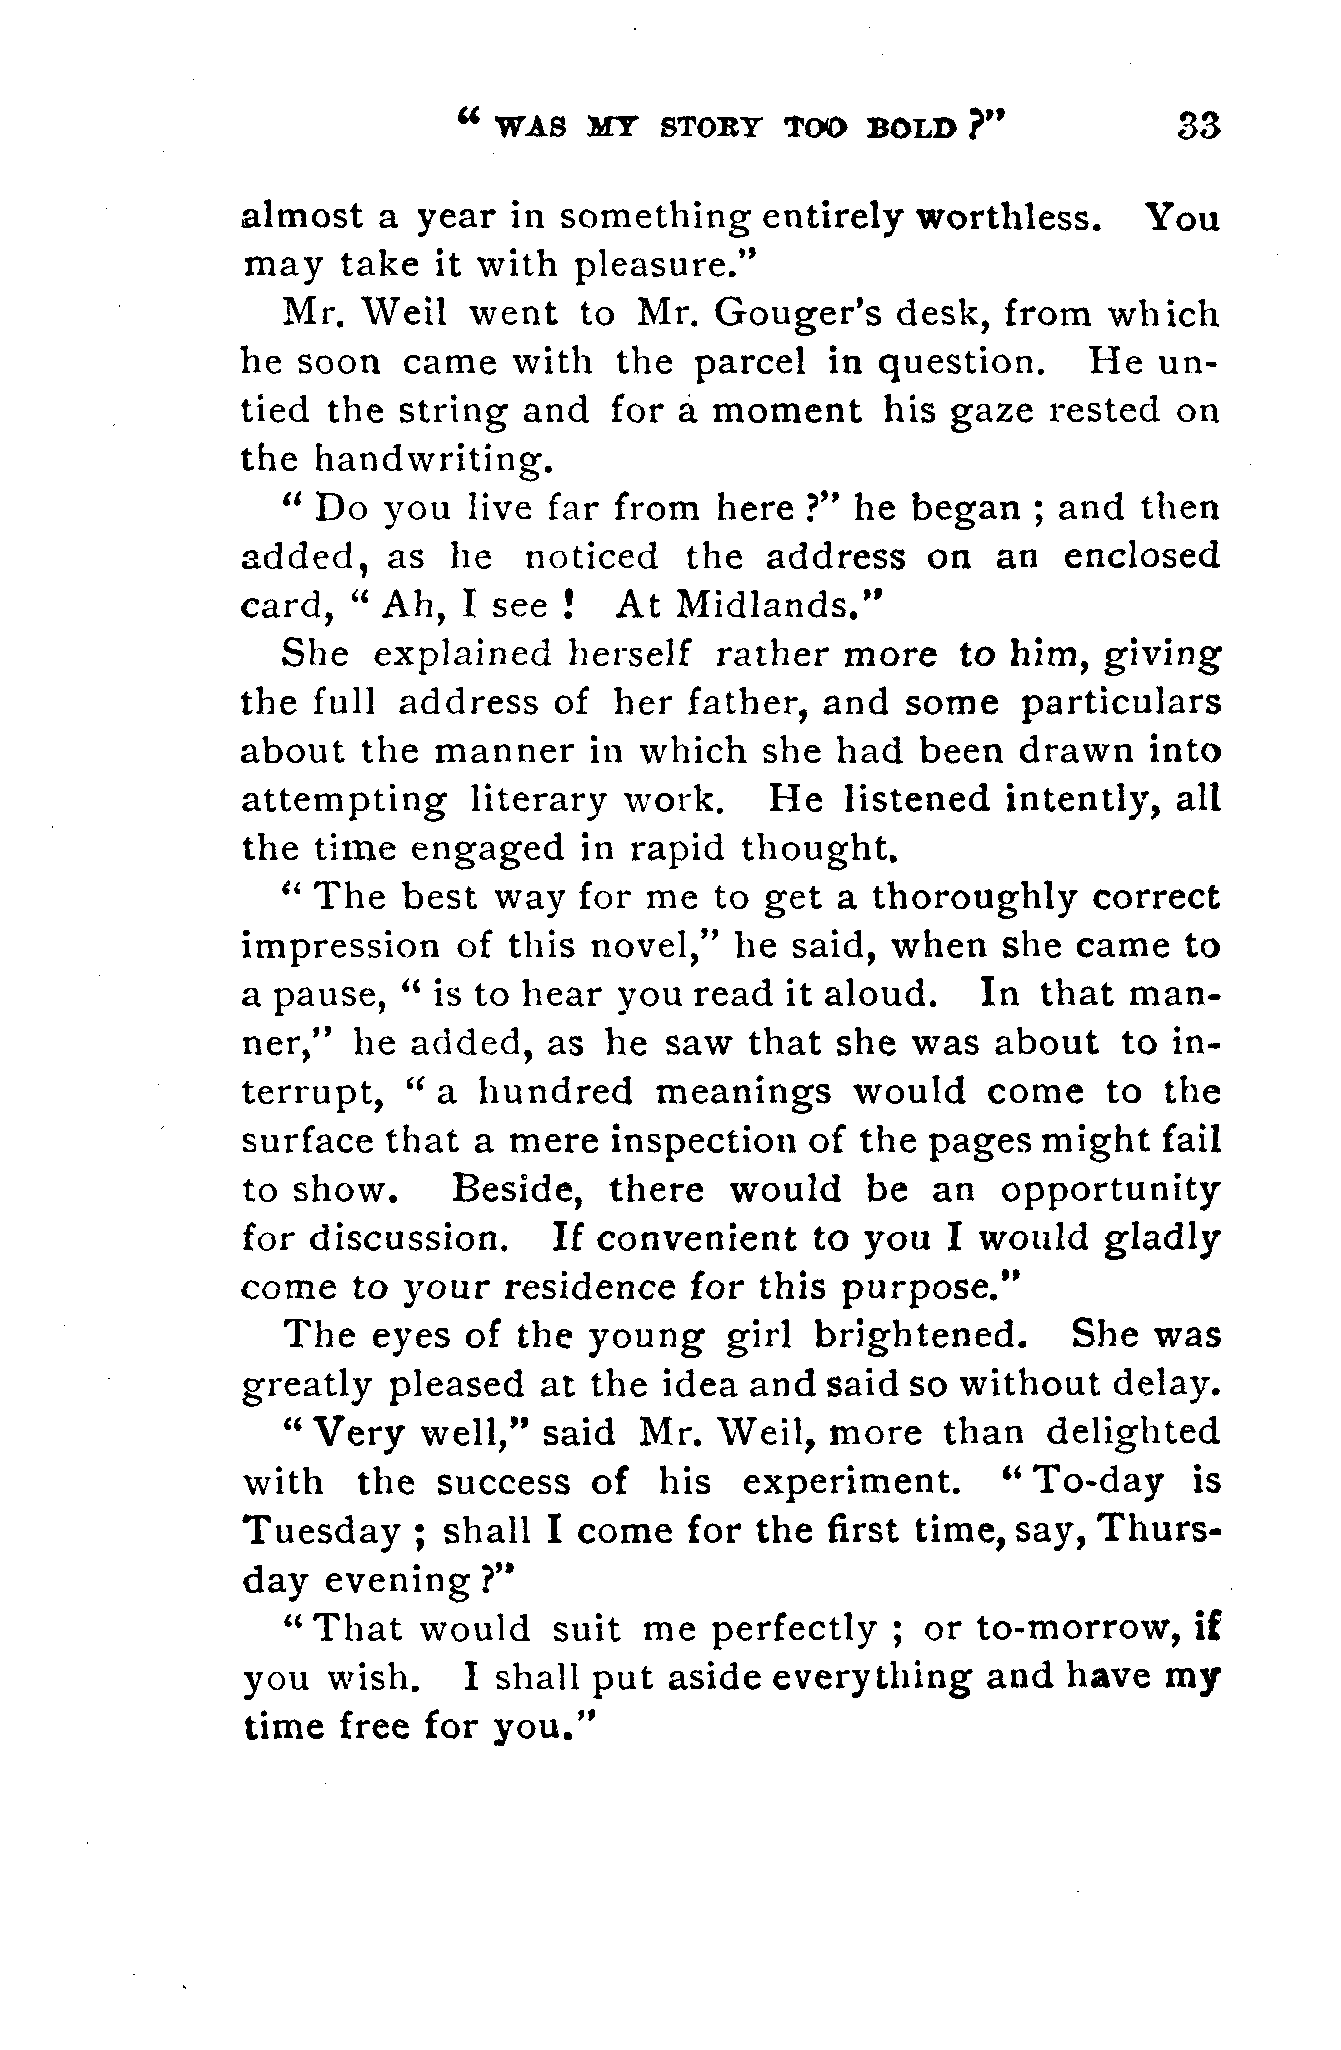 “ WAS MY STORY TOO BOLD ?” 33
almost a year in something entirely worthless. You
may take it with pleasure.”
Mr. Weil went to Mr. Gouger’s desk, from which
he soon came with the parcel in question. He un-
tied the string and for a moment his gaze rested on
the handwriting.
“ Do you live far from here ?” he began ; and then
added, as he noticed the address on an enclosed
card, “ Ah, I see ! At Midlands.”
She explained herself rather more to him, giving
the full address of her father, and some particulars
about the manner in which she had been drawn into
attempting literary work. He listened intently, all
the time engaged in rapid thought.
“ The best way for me to get a thoroughly correct
impression of this novel,” he said, when she came to
a pause, “ is to hear you read it aloud. In that man-
ner,” he added, as he saw that she was about to in-
terrupt, “ a hundred meanings would come to the
surface that a mere inspection of the pages might fail
to show. Beside, there would be an opportunity
for discussion. If convenient to you I would gladly
come to your residence for this purpose.”
The eyes of the young girl brightened. She was
greatly pleased at the idea and said so without delay.
“ Very well,” said Mr. Weil, more than delighted
with the success of his experiment. “ To-day is
Tuesday ; shall I come for the first time, say, Thurs-
day evening ?”
“ That would suit me perfectly ; or to-morrow, if
you wish. I shall put aside everything and have my
time free for you.”